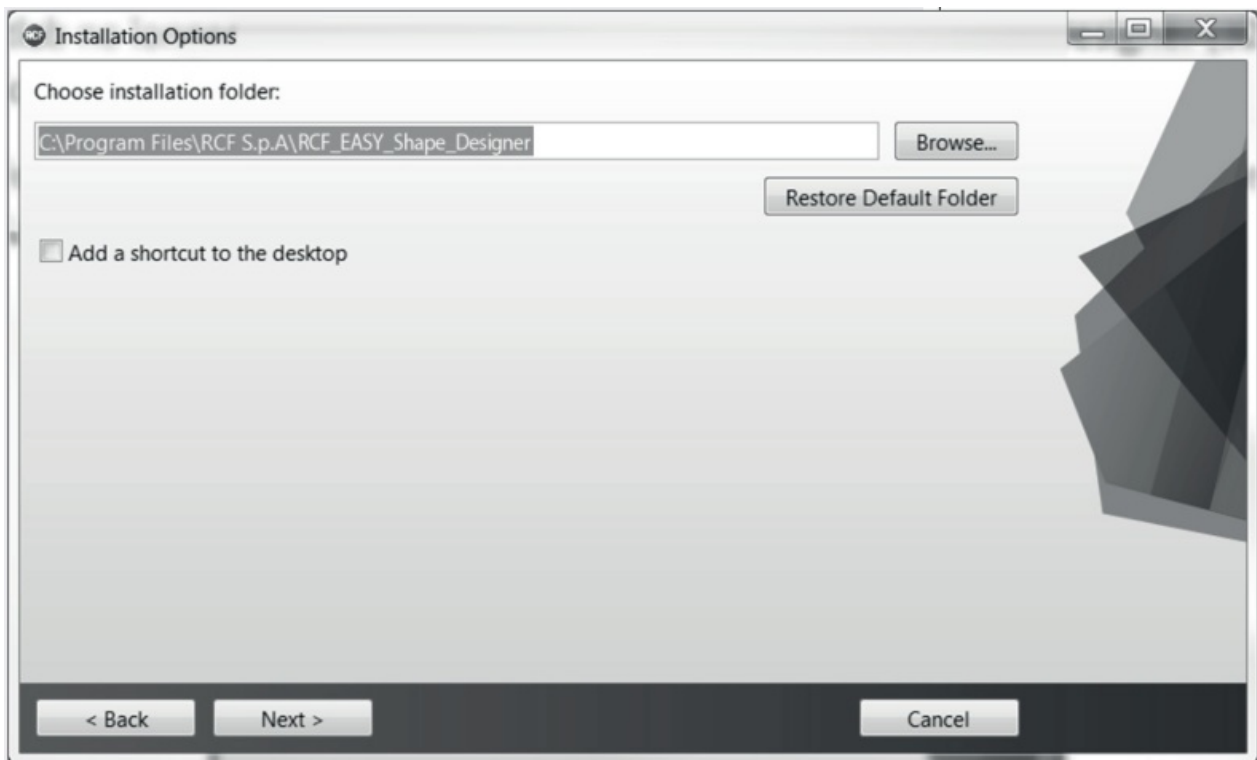 RCF Installation Options
Choose installation folder:
C:\Program Files\RCF S.p.A\RCF_EASY_Shape_Designer Browse...
Restore Default Folder
Add a shortcut to the desktop
< Back Next > Cancel